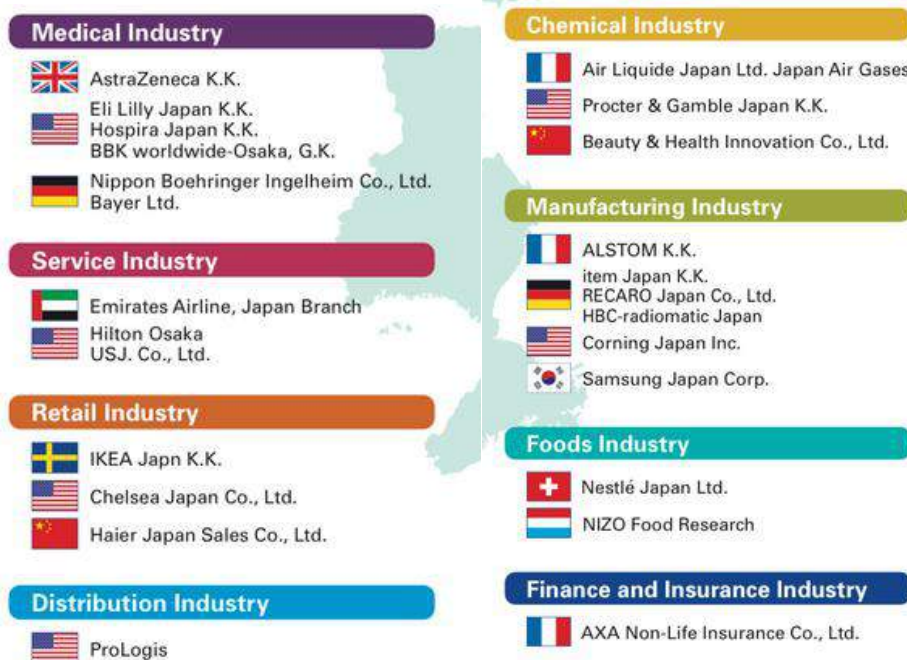 Medical Industry
AstraZeneca K.K.
Eli Lilly Japan K.K.
Hospira Japan K.K.
BBK worldwide-Osaka, G.K.
Nippon Boehringer Ingelheim Co., Ltd.
Bayer Ltd.
Service Industry
Emirates Airline, Japan Branch
Hilton Osaka
USJ. Co., Ltd.
Retail Industry
IKEA Japn K.K.
Chelsea Japan Co., Ltd.
Haier Japan Sales Co., Ltd.
Distribution Industry
ProLogis
Chemical Industry
Air Liquide Japan Ltd. Japan Air Gases
Procter & Gamble Japan K.K.
Beauty & Health Innovation Co., Ltd.
Manufacturing Industry
ALSTOM K.K.
item Japan K.K.
RECARO Japan Co., Ltd.
HBC-radiomatic Japan
Corning Japan Inc.
Samsung Japan Corp.
Foods Industry
Nestlé Japan Ltd.
NIZO Food Research
Finance and Insurance Industry
AXA Non-Life Insurance Co., Ltd.